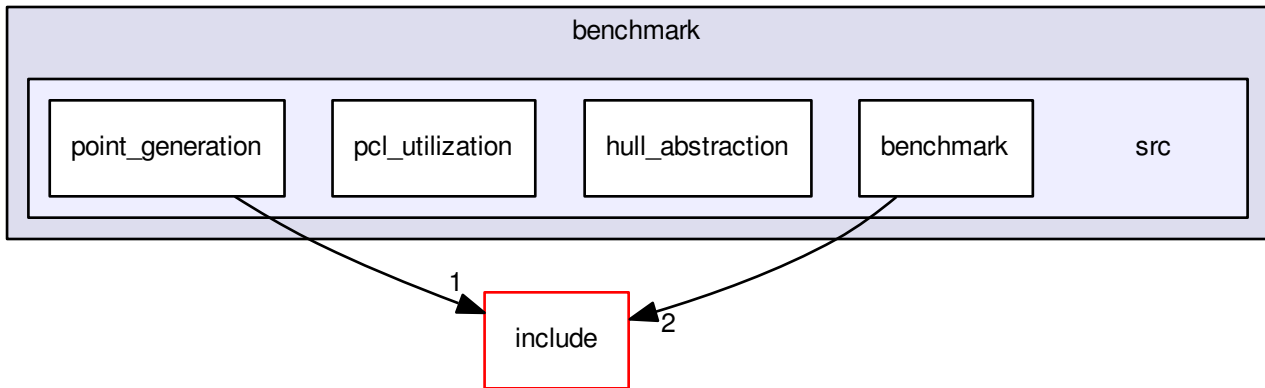 benchmark
point_generation
pcl_utilization
hull_abstraction
benchmark
src
1
2
include